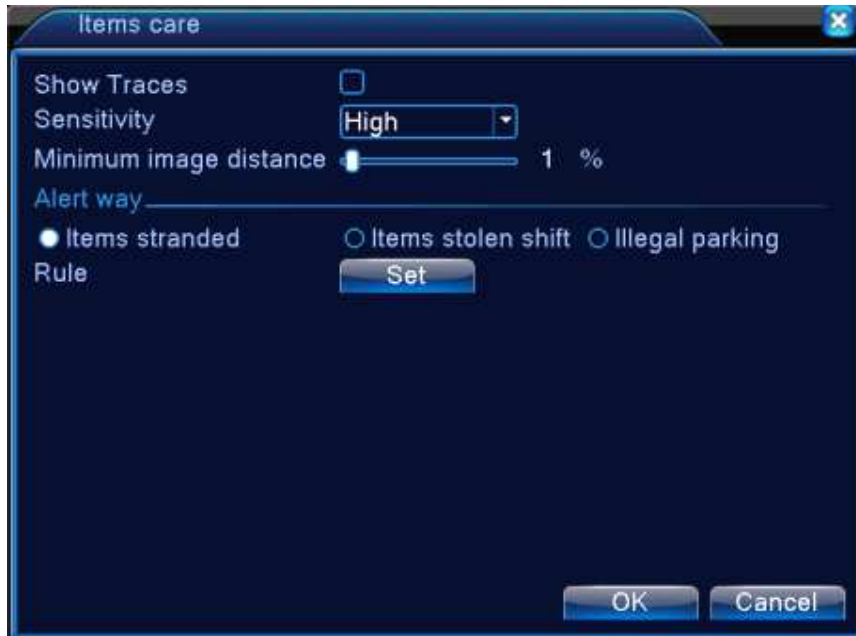 Items care
Show Traces
Sensitivity High
Minimum image distance 1 %
Alert way
Items stranded Items stolen shift Illegal parking
Rule Set
OK Cancel